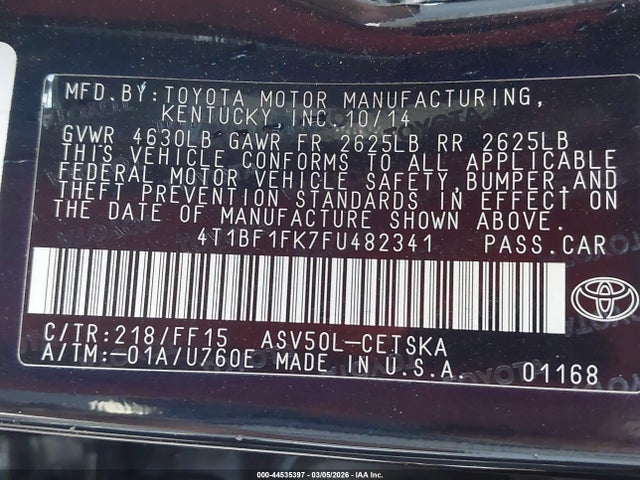 MFD.BY:TOYOTA MOTOR MANUFACTURING,
KENTUCKY,INC. 10/14
GVWR 4630LB GAWR FR 2625LB RR 2625LB
THIS VEHICLE CONFORMS TO ALL APPLICABLE
FEDERAL MOTOR VEHICLE SAFETY,BUMPER,AND
THEFT PREVENTION STANDARDS IN EFFECT ON
THE DATE OF MANUFACTURE SHOWN ABOVE.
4T1BF1FK7FU482341 PASS.CAR
C/TR:218/FF15 ASV50L-CETSKA
A/TM:-01A/U760E MADE IN U.S.A. 01168
000-44535397 | 03/05/2026 - IAA Inc.